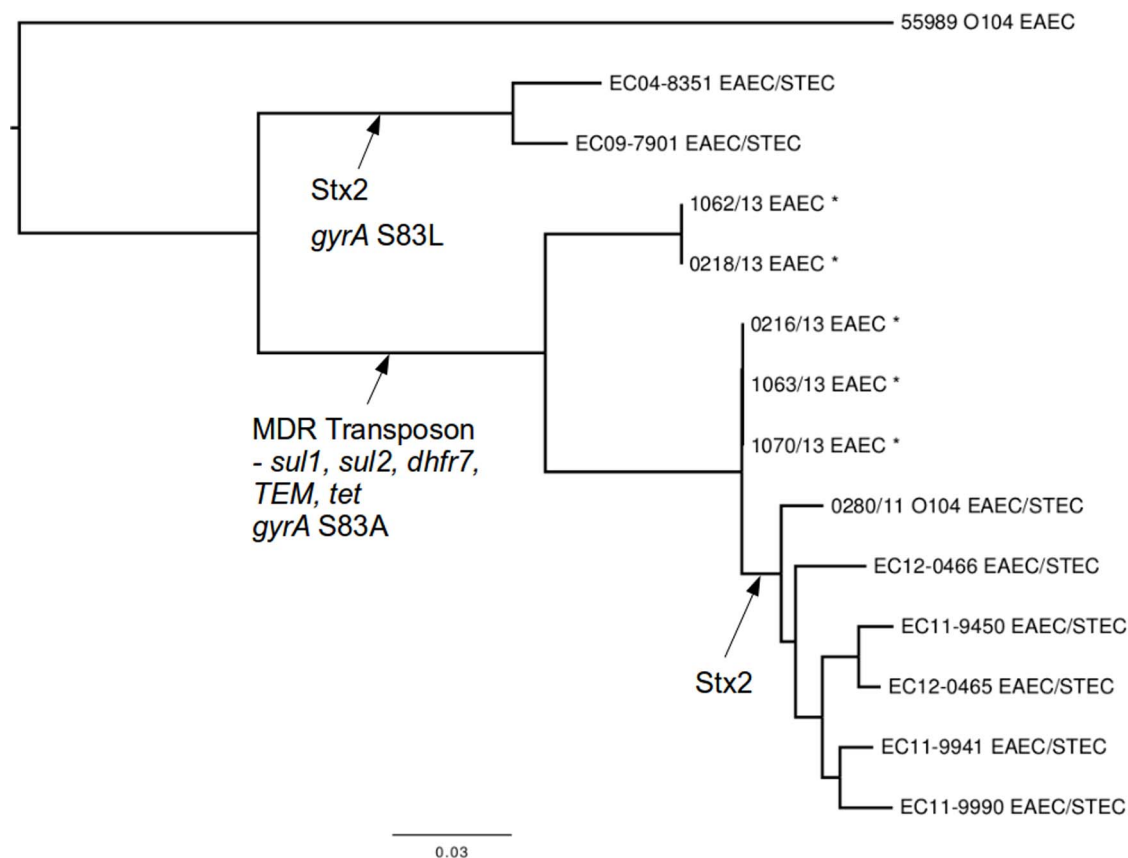 55989 O104 EAEC
EC04-8351 EAEC/STEC
EC09-7901 EAEC/STEC
Stx2
gyrA S83L
1062/13 EAEC *
0218/13 EAEC *
0216/13 EAEC *
1063/13 EAEC *
1070/13 EAEC *
MDR Transposon
- sul1, sul2, dhfr7,
TEM, tet
gyrA S83A
0280/11 O104 EAEC/STEC
EC12-0466 EAEC/STEC
EC11-9450 EAEC/STEC
EC12-0465 EAEC/STEC
Stx2
EC11-9941 EAEC/STEC
EC11-9990 EAEC/STEC
0.03